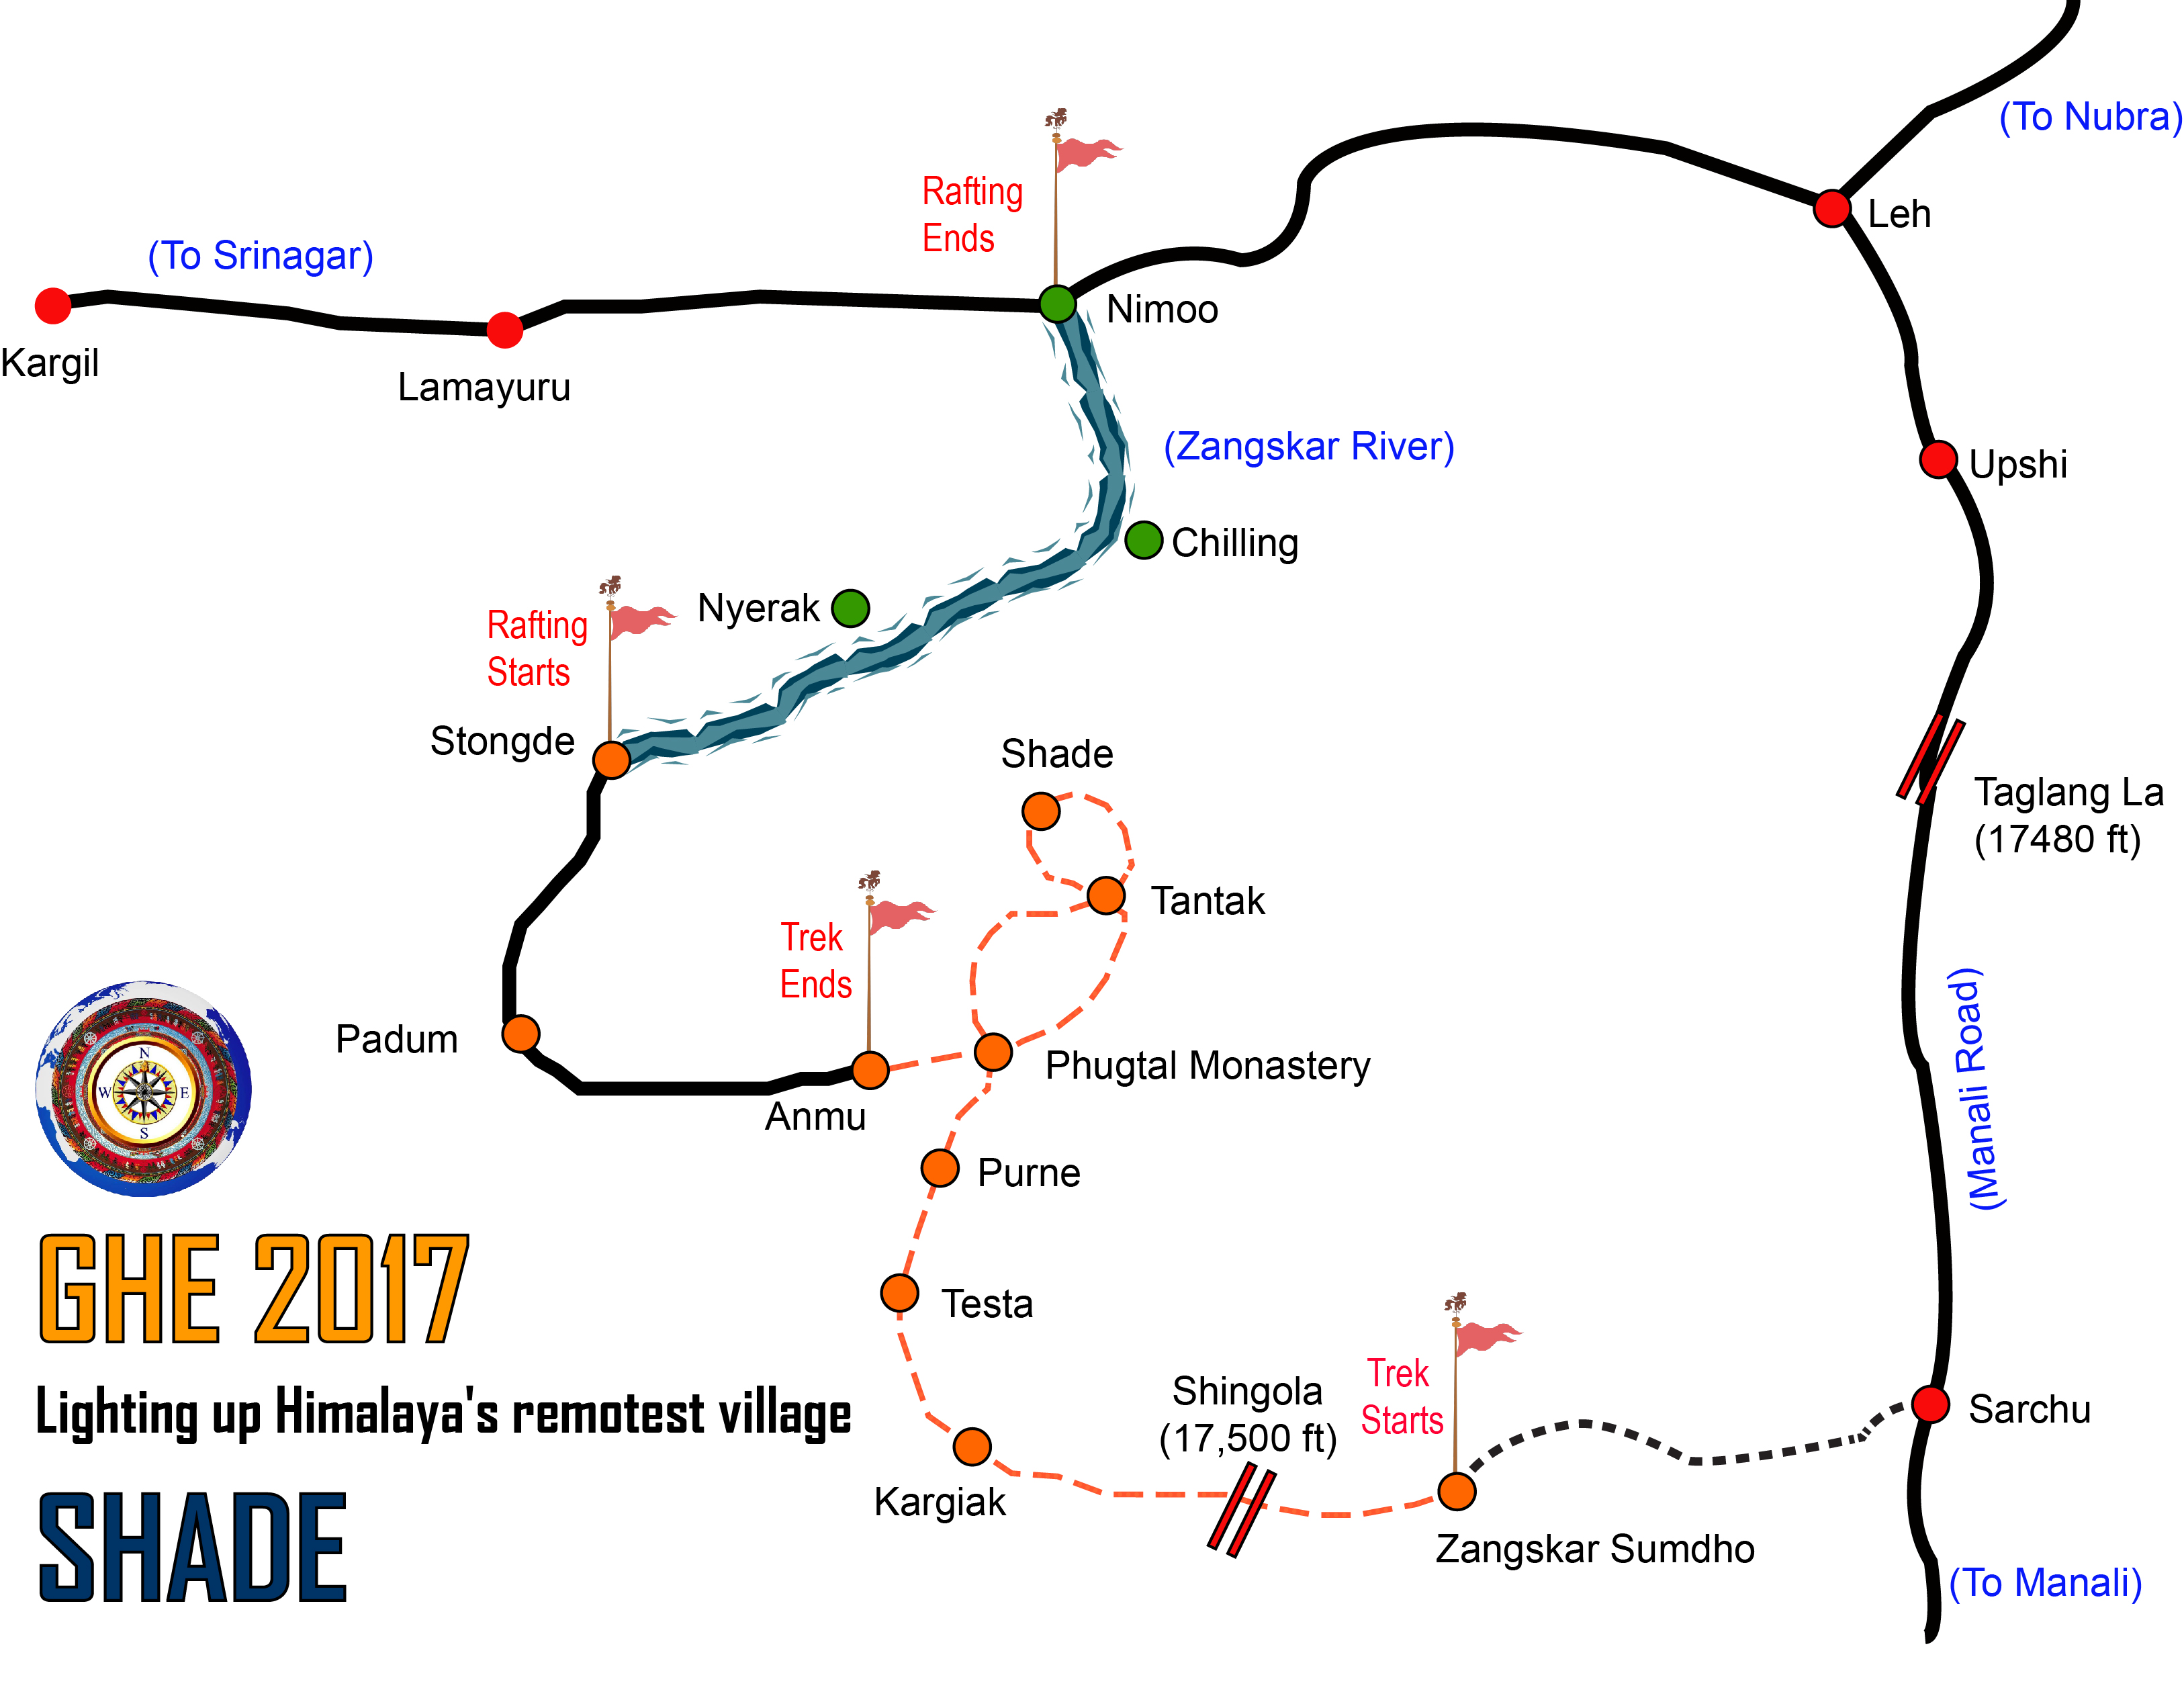 (To Nubra)
Rafting
Ends
Leh
(To Srinagar)
Nimoo
Kargil
Lamayuru
(Zangskar River)
Upshi
Chilling
Nyerak
Rafting
Starts
Stongde
Shade
Taglang La
(17480 ft)
Tantak
Trek
Ends
Padum
Phugtal Monastery
Anmu
(Manali Road)
N
W
E
S
Purne
GHE 2017
Testa
Lighting up Himalaya's remotest village
Shingola
(17,500 ft)
Trek
Starts
Sarchu
Kargiak
SHADE
Zangskar Sumdho
(To Manali)